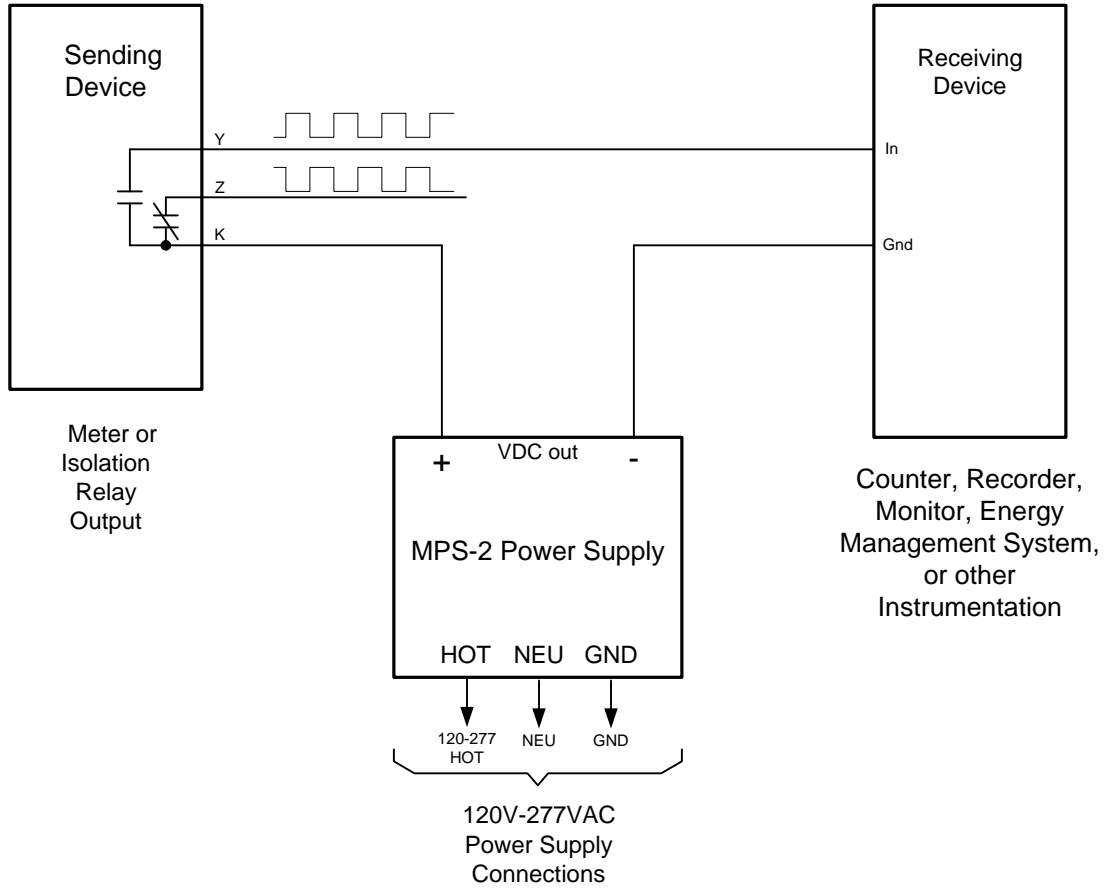 Sending
Device
Receiving
Device
Y
In
Z
K
Gnd
Meter or
Isolation
Relay
Output
+
VDC out
-
Counter, Recorder,
Monitor, Energy
Management System,
or other
Instrumentation
MPS-2 Power Supply
HOT NEU GND
120-277
HOT
NEU
GND
120V-277VAC
Power Supply
Connections